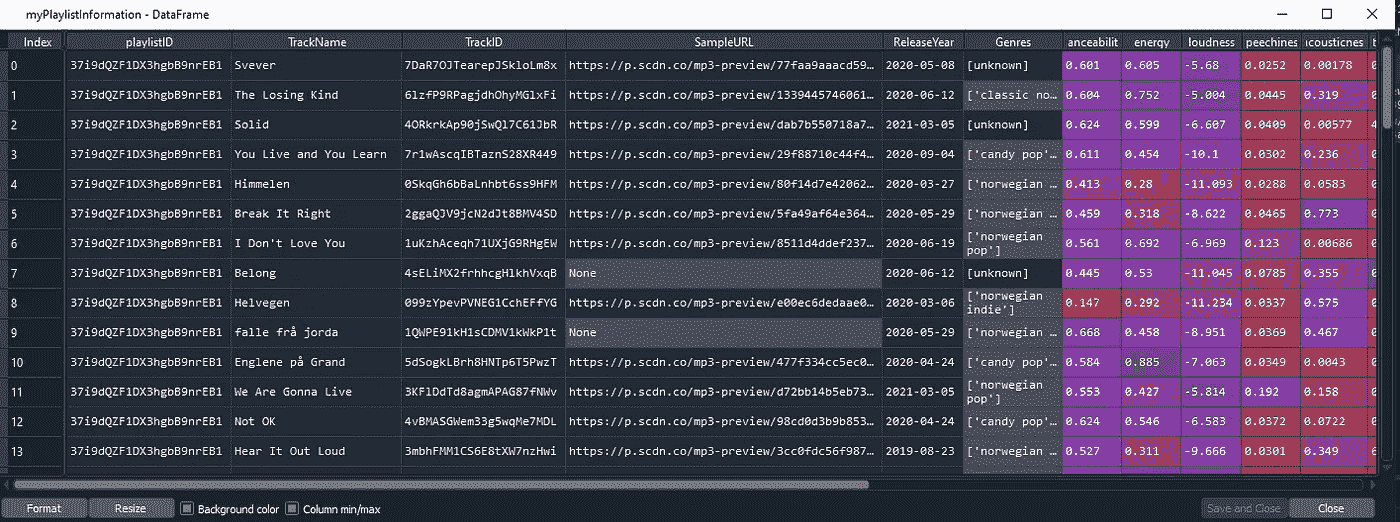 myPlaylistInformation - DataFrame
Index playlistID TrackName TrackID SampleURL ReleaseYear Genres anceabilit energy loudness peechines icousticnes
0 37i9dQZF1DX3hgbB9nrEB1 Svever 7DaR7OJTearepJSkloLm8x https://p.scdn.co/mp3-preview/77faa9aaacd59… 2020-05-08 [unknown] 0.601 0.605 -5.68 0.0252 0.00178
1 37i9dQZF1DX3hgbB9nrEB1 The Losing Kind 6lzfP9RPagjdhOhyMGlxFi https://p.scdn.co/mp3-preview/1339445746061… 2020-06-12 ['classic no… 0.604 0.752 -5.004 0.0445 0.319
2 37i9dQZF1DX3hgbB9nrEB1 Solid 4ORkrkAp90jSwQl7C61JbR https://p.scdn.co/mp3-preview/dab7b550718a7… 2021-03-05 [unknown] 0.624 0.599 -6.607 0.0409 0.00577
3 37i9dQZF1DX3hgbB9nrEB1 You Live and You Learn 7r1wAscqIBTaznS28XR449 https://p.scdn.co/mp3-preview/29f88710c44f4… 2020-09-04 ['candy pop'… 0.611 0.454 -10.1 0.0302 0.236
4 37i9dQZF1DX3hgbB9nrEB1 Himmelen 0SkqGh6bBaLnhbt6ss9HFM https://p.scdn.co/mp3-preview/80f14d7e42062… 2020-03-27 ['norwegian … 0.413 0.28 -11.093 0.0288 0.0583
5 37i9dQZF1DX3hgbB9nrEB1 Break It Right 2ggaQJV9jcN2dJt8BMV4SD https://p.scdn.co/mp3-preview/5fa49af64e364… 2020-05-29 ['norwegian … 0.459 0.318 -8.622 0.0465 0.773
6 37i9dQZF1DX3hgbB9nrEB1 I Don't Love You 1uKzhAceqh71UXjG9RHgEW https://p.scdn.co/mp3-preview/8511d4ddef237… 2020-06-19 ['norwegian pop'] 0.561 0.692 -6.969 0.123 0.00686
7 37i9dQZF1DX3hgbB9nrEB1 Belong 4sELiMX2frhhcgHlkhVxqB None 2020-06-12 [unknown] 0.445 0.53 -11.045 0.0785 0.355
8 37i9dQZF1DX3hgbB9nrEB1 Helvegen 099zYpevPVNEG1CchEFfYG https://p.scdn.co/mp3-preview/e00ec6dedaae0… 2020-03-06 ['norwegian indie'] 0.147 0.292 -11.234 0.0337 0.575
9 37i9dQZF1DX3hgbB9nrEB1 falle frå jorda 1QWPE91kH1sCDMV1kWkP1t None 2020-05-29 ['norwegian … 0.668 0.458 -8.951 0.0369 0.467
10 37i9dQZF1DX3hgbB9nrEB1 Englene på Grand 5dSogkLBrh8HNTp6T5PwzT https://p.scdn.co/mp3-preview/477f334cc5ec0… 2020-04-24 ['candy pop'… 0.584 0.885 -7.063 0.0349 0.0043
11 37i9dQZF1DX3hgbB9nrEB1 We Are Gonna Live 3KFlDdTd8agmAPAG87fNWv https://p.scdn.co/mp3-preview/d72bb14b5eb73… 2021-03-05 ['norwegian pop'] 0.553 0.427 -5.814 0.192 0.158
12 37i9dQZF1DX3hgbB9nrEB1 Not OK 4vBMASGWem33g5wqMe7MDL https://p.scdn.co/mp3-preview/98cd0d3b9b853… 2020-04-24 ['candy pop'… 0.624 0.546 -6.583 0.0372 0.0722
13 37i9dQZF1DX3hgbB9nrEB1 Hear It Out Loud 3mbhFMM1CS6E8tXW7nzHwi https://p.scdn.co/mp3-preview/3cc0fdc56f987… 2019-08-23 ['norwegian … 0.527 0.311 -9.666 0.0301 0.349
Format Resize Background color Column min/max Save and Close Close